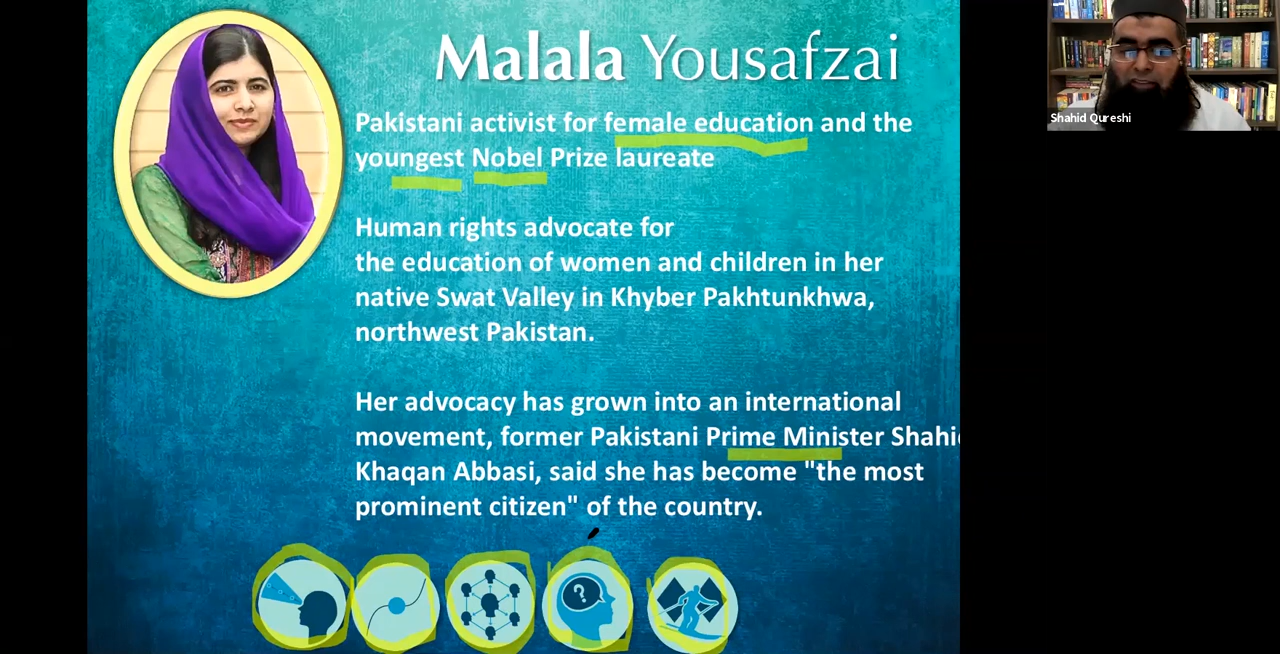 Malala Yousafzai
Pakistani activist for female education and the
youngest Nobel Prize laureate
Human rights advocate for
the education of women and children in her
native Swat Valley in Khyber Pakhtunkhwa,
northwest Pakistan.
Her advocacy has grown into an international
movement, former Pakistani Prime Minister Shahi
Khaqan Abbasi, said she has become "the most
prominent citizen" of the country.
?
Shahid Qureshi